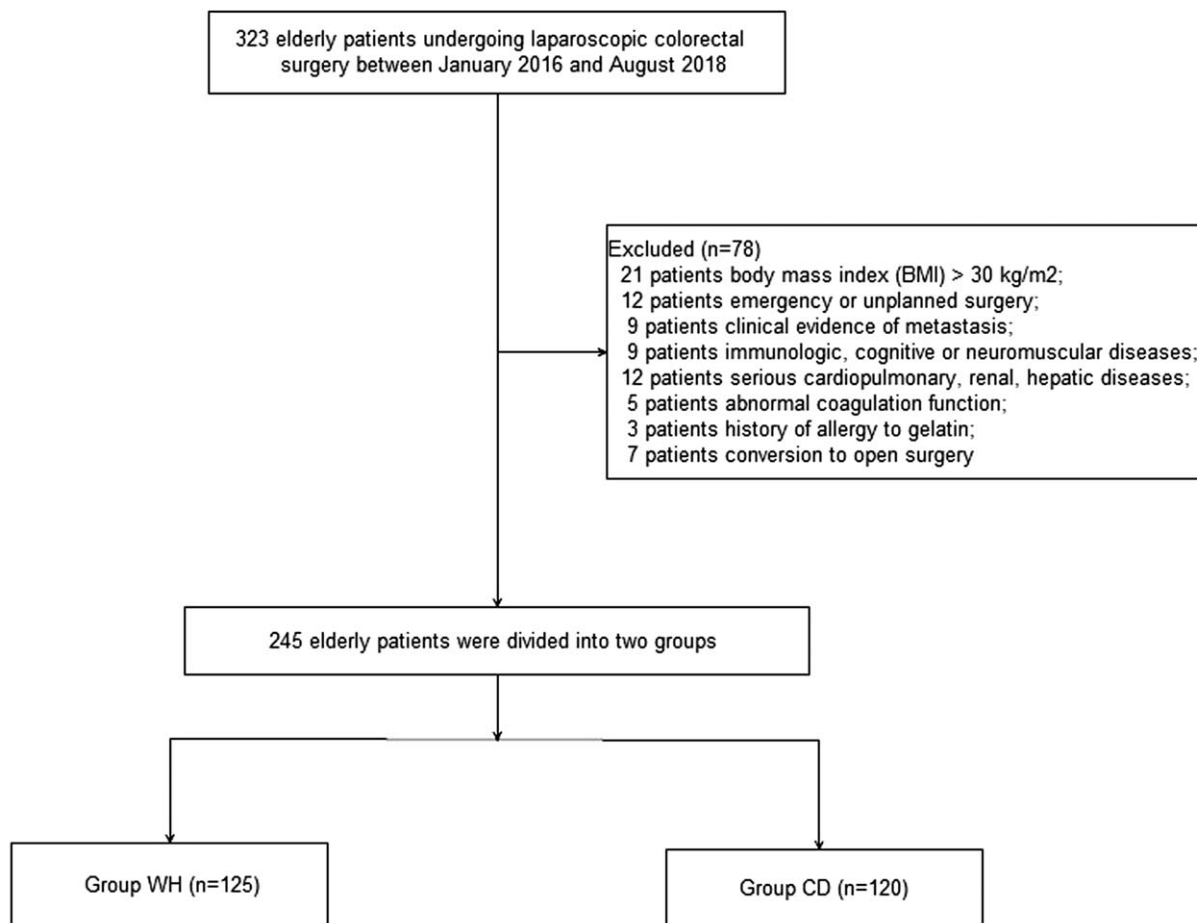 323 elderly patients undergoing laparoscopic colorectal
surgery between January 2016 and August 2018
Excluded (n=78)
21 patients body mass index (BMI) > 30 kg/m2;
12 patients emergency or unplanned surgery;
9 patients clinical evidence of metastasis;
9 patients immunologic, cognitive or neuromuscular diseases;
12 patients serious cardiopulmonary, renal, hepatic diseases;
5 patients abnormal coagulation function;
3 patients history of allergy to gelatin;
7 patients conversion to open surgery
245 elderly patients were divided into two groups
Group WH (n=125)
Group CD (n=120)